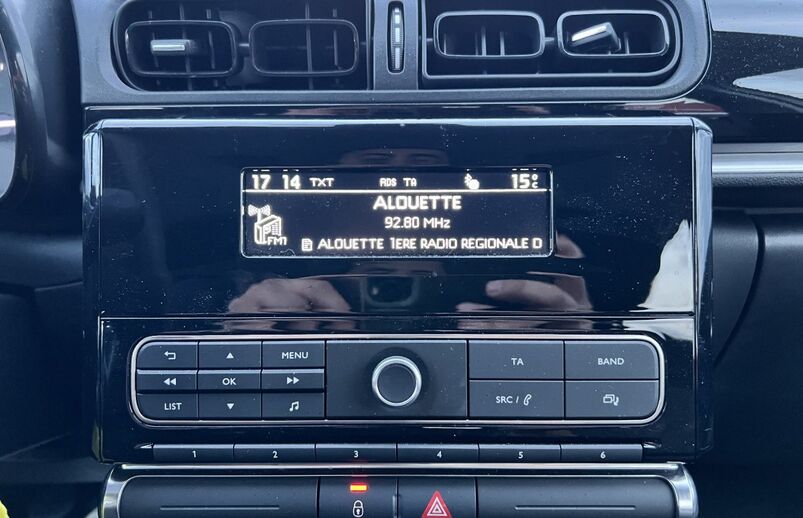 17 14 TXT RDS TA 15°C
ALOUETTE
92.80 MHz
FM1
ALOUETTE 1ERE RADIO REGIONALE D
MENU TA BAND
OK
LIST SRC /
1 2 3 4 5 6